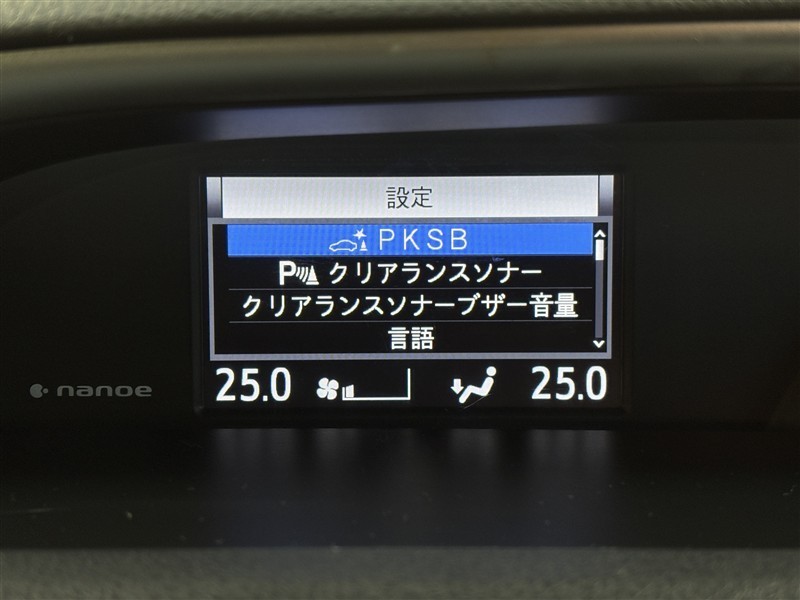 設定
PKSB
P クリアランスソナー
クリアランスソナーブザー音量
言語
25.0 25.0
nanoe